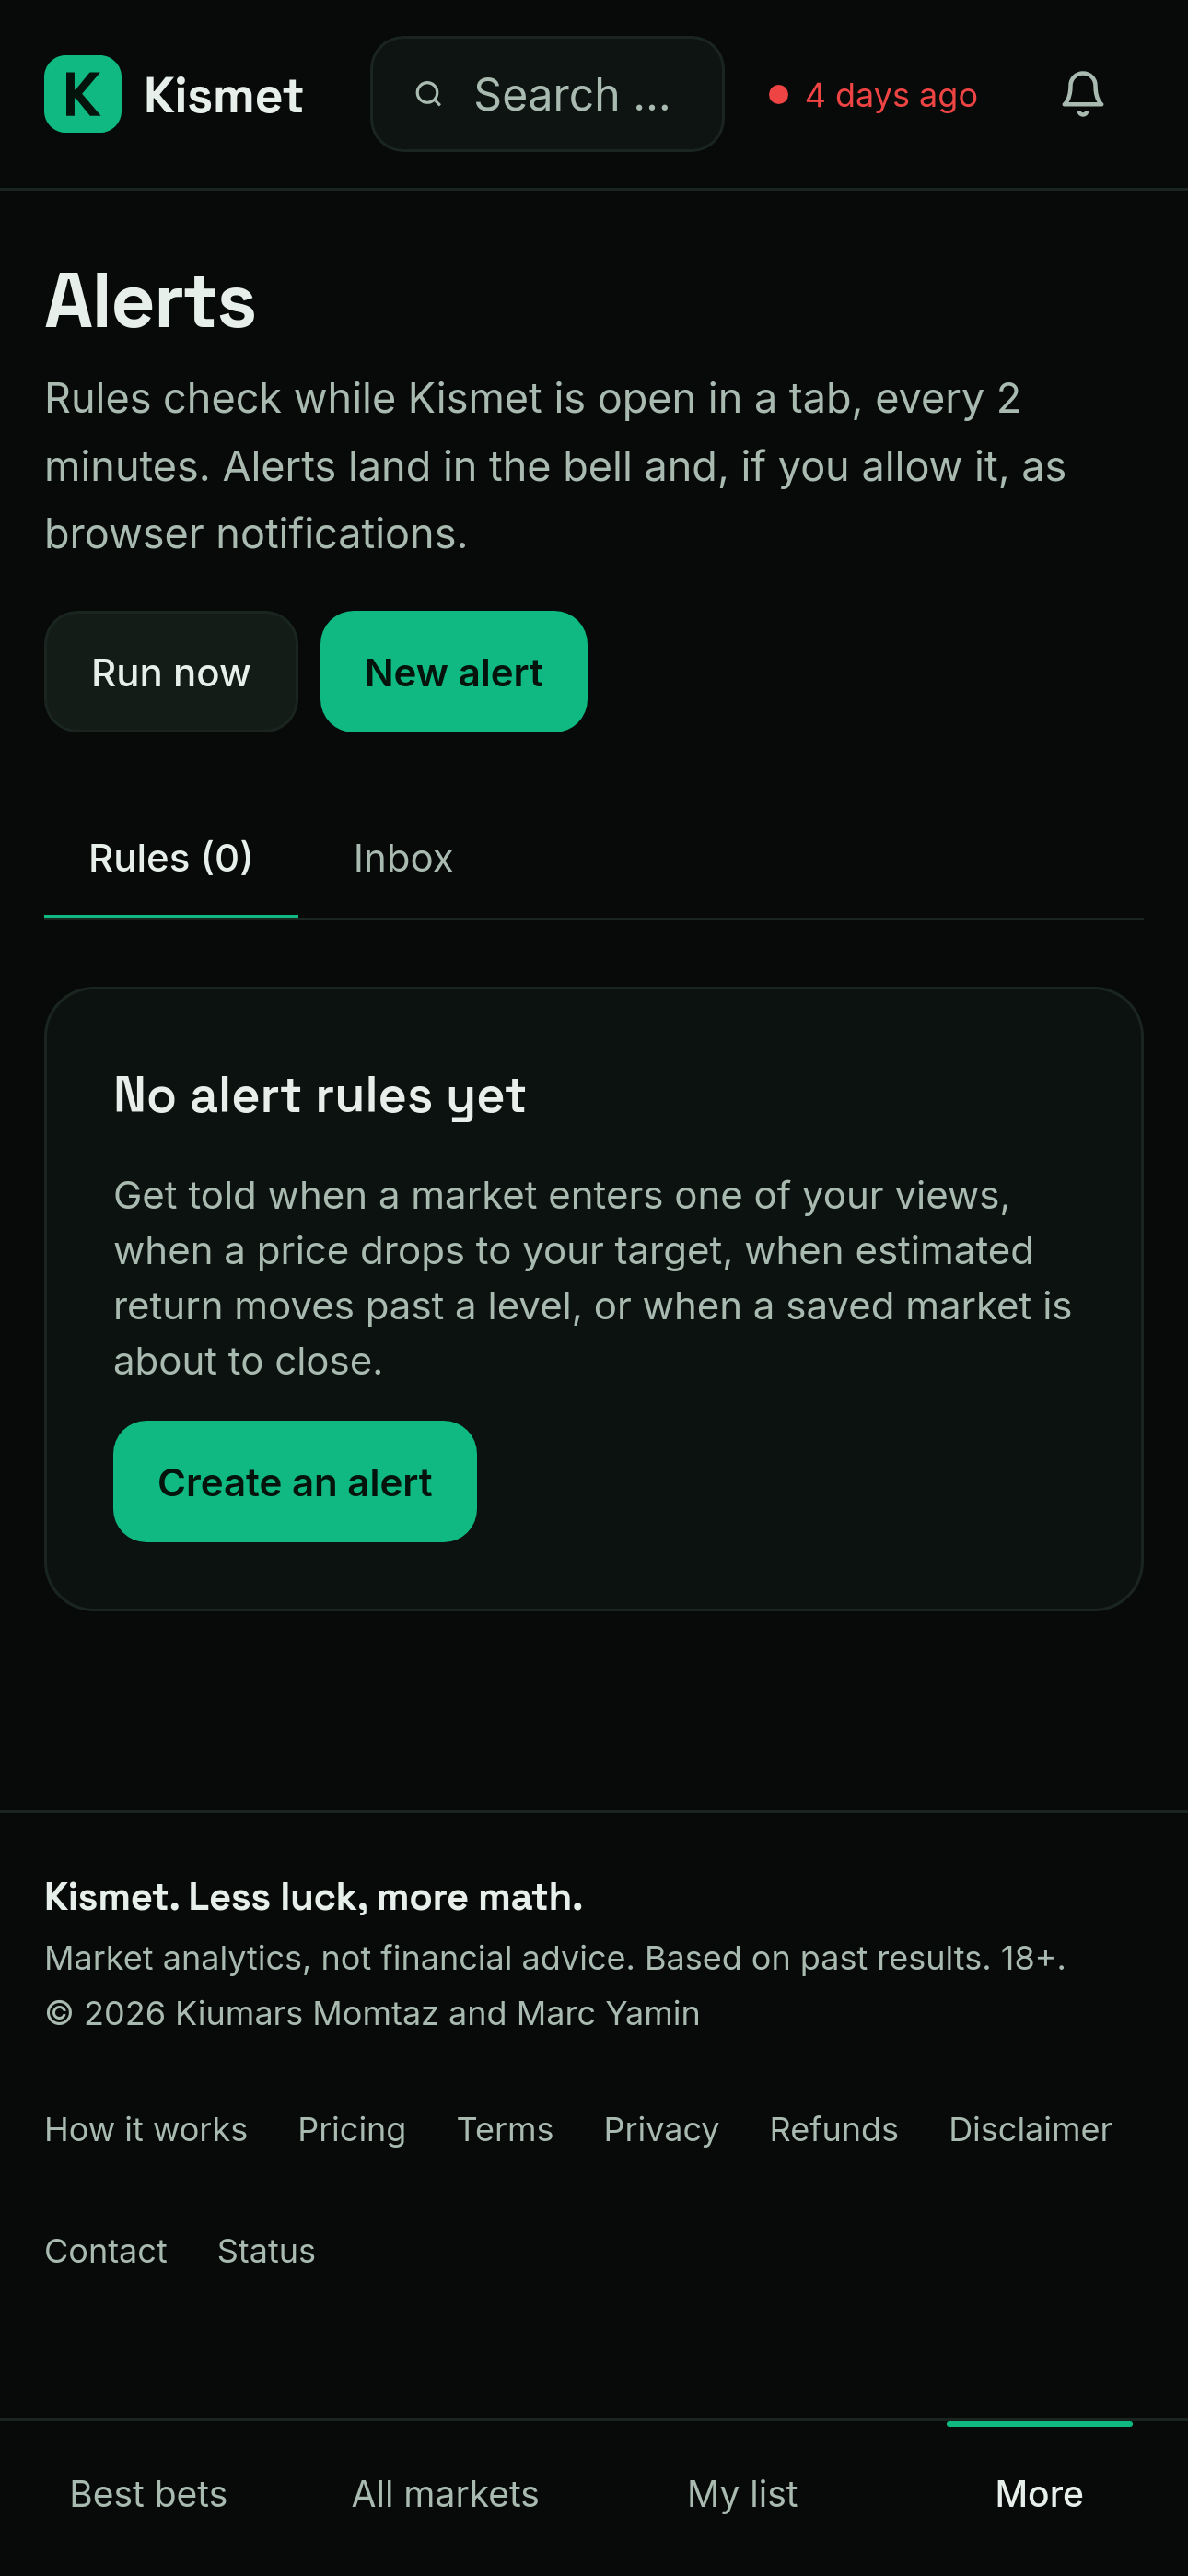 K Kismet
Search ...
4 days ago
Alerts
Rules check while Kismet is open in a tab, every 2
minutes. Alerts land in the bell and, if you allow it, as
browser notifications.
Run now
New alert
Rules (0)
Inbox
No alert rules yet
Get told when a market enters one of your views,
when a price drops to your target, when estimated
return moves past a level, or when a saved market is
about to close.
Create an alert
Kismet. Less luck, more math.
Market analytics, not financial advice. Based on past results. 18+.
© 2026 Kiumars Momtaz and Marc Yamin
How it works Pricing Terms Privacy Refunds Disclaimer
Contact Status
Best bets All markets My list More